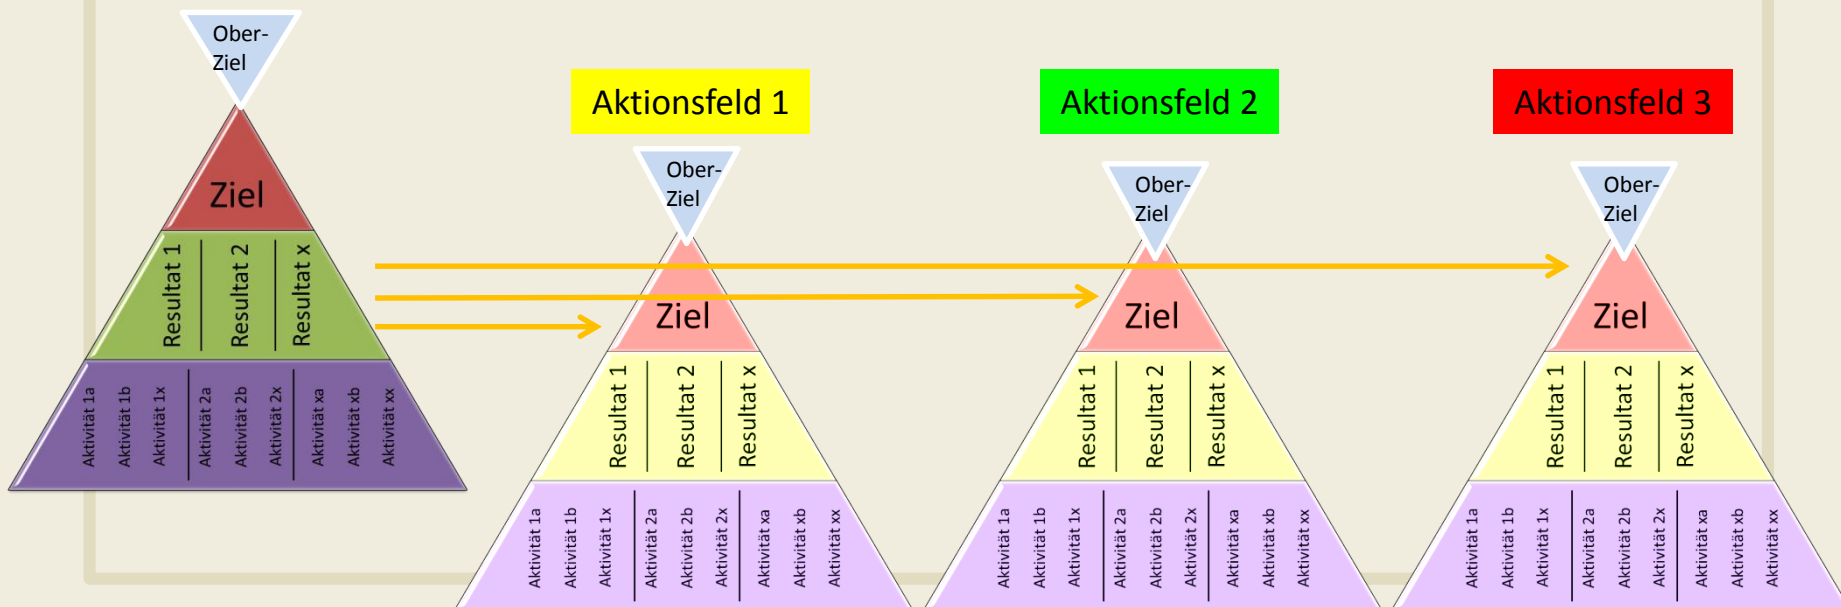 Ober-
Ziel
Ziel
Resultat 1
Resultat 2
Resultat x
Aktivität 1a
Aktivität 1b
Aktivität 1x
Aktivität 2a
Aktivität 2b
Aktivität 2x
Aktivität xa
Aktivität xb
Aktivität xx
Aktionsfeld 1
Ober-
Ziel
Ziel
Resultat 1
Resultat 2
Resultat x
Aktivität 1a
Aktivität 1b
Aktivität 1x
Aktivität 2a
Aktivität 2b
Aktivität 2x
Aktivität xa
Aktivität xb
Aktivität xx
Aktionsfeld 2
Ober-
Ziel
Ziel
Resultat 1
Resultat 2
Resultat x
Aktivität 1a
Aktivität 1b
Aktivität 1x
Aktivität 2a
Aktivität 2b
Aktivität 2x
Aktivität xa
Aktivität xb
Aktivität xx
Aktionsfeld 3
Ober-
Ziel
Ziel
Resultat 1
Resultat 2
Resultat x
Aktivität 1a
Aktivität 1b
Aktivität 1x
Aktivität 2a
Aktivität 2b
Aktivität 2x
Aktivität xa
Aktivität xb
Aktivität xx